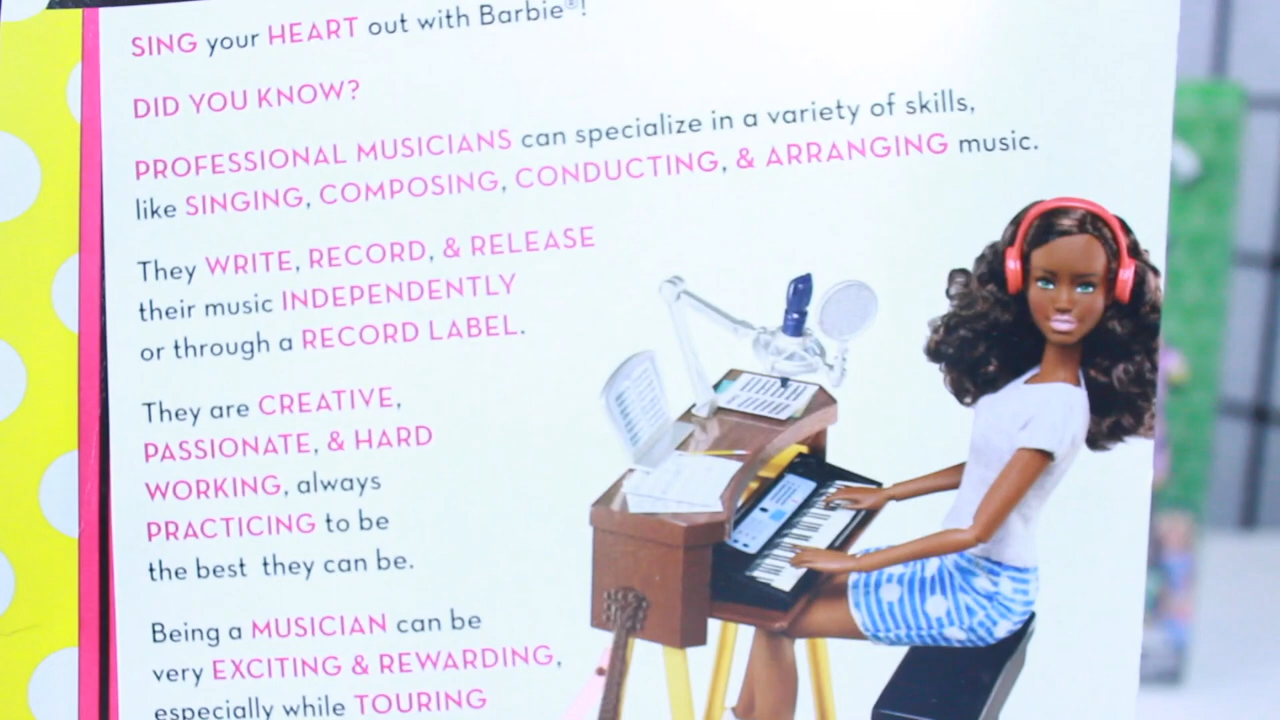 SING your HEART out with Barbie®!
DID YOU KNOW?
PROFESSIONAL MUSICIANS can specialize in a variety of skills,
like SINGING, COMPOSING, CONDUCTING, & ARRANGING music.
They WRITE, RECORD, & RELEASE
their music INDEPENDENTLY
or through a RECORD LABEL.
They are CREATIVE,
PASSIONATE, & HARD
WORKING, always
PRACTICING to be
the best they can be.
Being a MUSICIAN can be
very EXCITING & REWARDING,
especially while TOURING